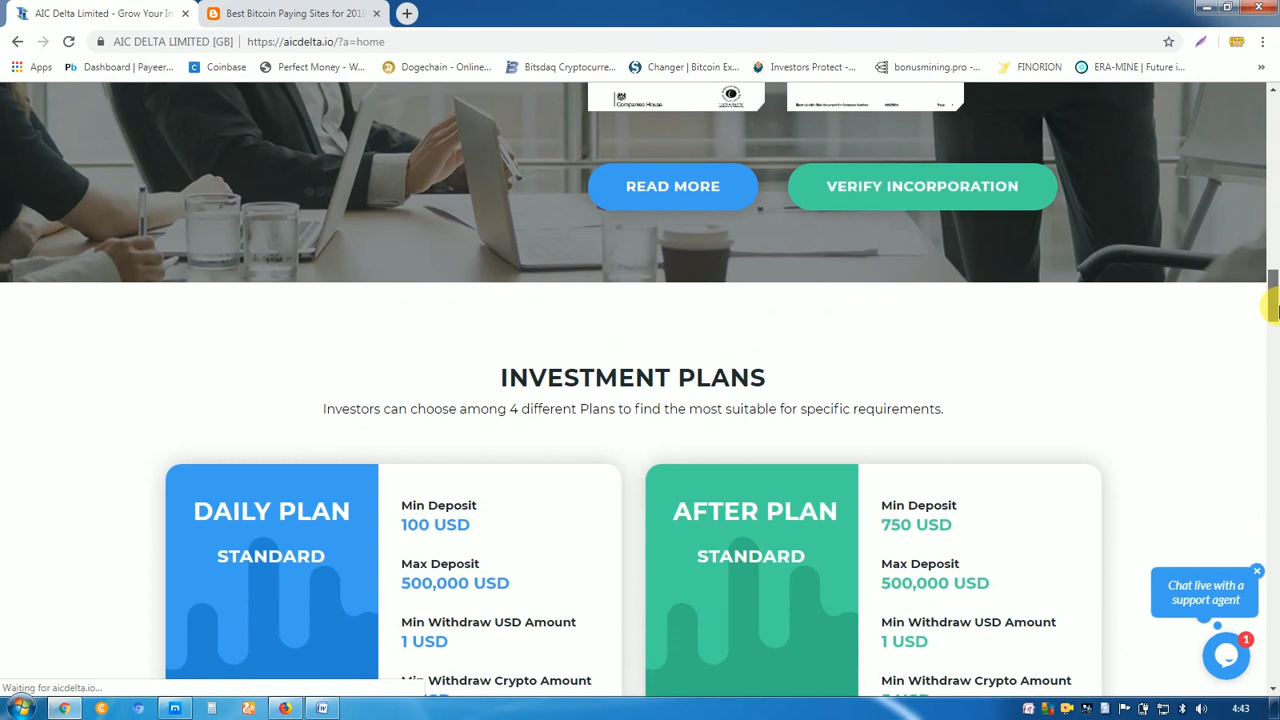 AIC Delta Limited - Grow Your In
Best Bitcoin Paying Sites for 2019
AIC DELTA LIMITED [GB]
https://aicdelta.io/?a=home
Apps
Pb Dashboard | Payeer...
Coinbase
Perfect Money - W...
Dogechain - Online...
Bitsdaq Cryptocurre...
Changer | Bitcoin Ex...
Investors Protect -...
bonusmining.pro -...
FINORION
ERA-MINE | Future i...
»
Companies House
READ MORE
VERIFY INCORPORATION
INVESTMENT PLANS
Investors can choose among 4 different Plans to find the most suitable for specific requirements.
DAILY PLAN
STANDARD
Min Deposit
100 USD
Max Deposit
500,000 USD
Min Withdraw USD Amount
1 USD
Min Withdraw Crypto Amount
AFTER PLAN
STANDARD
Min Deposit
750 USD
Max Deposit
500,000 USD
Min Withdraw USD Amount
1 USD
Min Withdraw Crypto Amount
Chat live with a
support agent
1
Waiting for aicdelta.io...
4:43